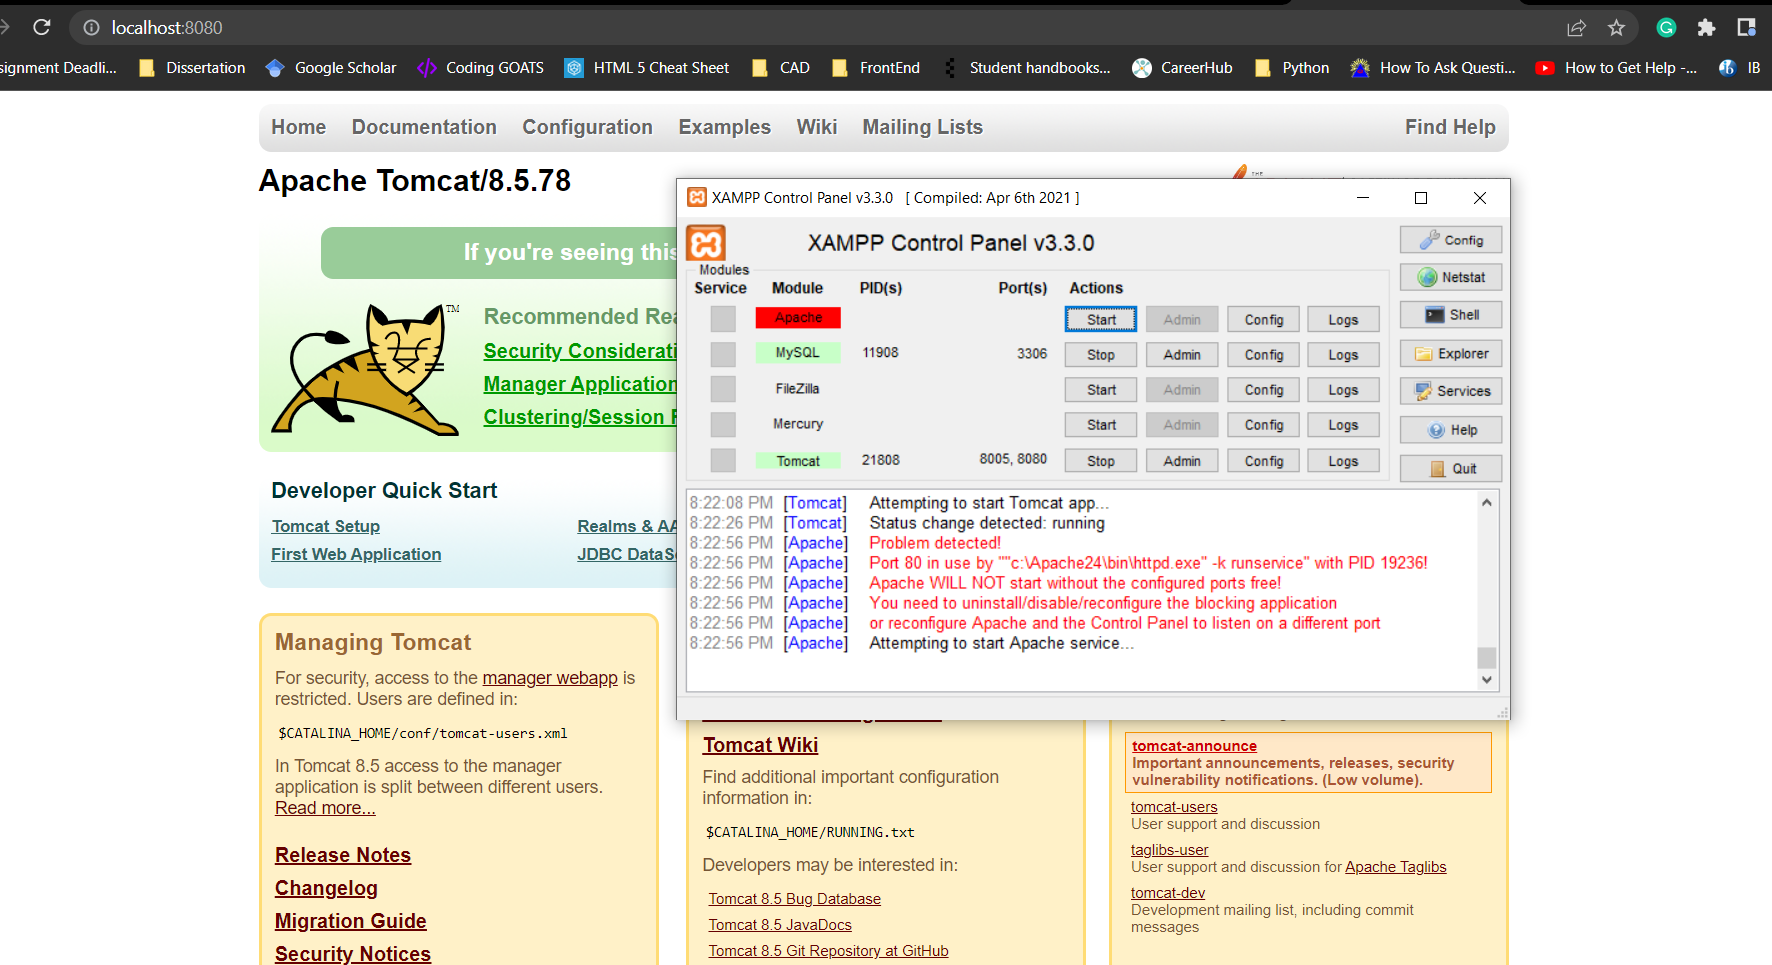 localhost:8080
signment Deadli... Dissertation Google Scholar Coding GOATS HTML 5 Cheat Sheet CAD FrontEnd Student handbooks... CareerHub Python How To Ask Questi... How to Get Help -... IB
Home Documentation Configuration Examples Wiki Mailing Lists Find Help
Apache Tomcat/8.5.78
THE
If you're seeing this
TM
Recommended Rea
Security Considerati
Manager Application
Clustering/Session
Developer Quick Start
Tomcat Setup
Realms & AA
First Web Application
JDBC DataS
XAMPP Control Panel v3.3.0 [ Compiled: Apr 6th 2021 ]
XAMPP Control Panel v3.3.0
Modules
Service Module PID(s) Port(s) Actions
Apache Start Admin Config Logs
MySQL 11908 3306 Stop Admin Config Logs
FileZilla Start Admin Config Logs
Mercury Start Admin Config Logs
Tomcat 21808 8005, 8080 Stop Admin Config Logs
Config
Netstat
Shell
Explorer
Services
Help
Quit
8:22:08 PM [Tomcat] Attempting to start Tomcat app...
8:22:26 PM [Tomcat] Status change detected: running
8:22:56 PM [Apache] Problem detected!
8:22:56 PM [Apache] Port 80 in use by ""c:\Apache24\bin\httpd.exe" -k runservice" with PID 19236!
8:22:56 PM [Apache] Apache WILL NOT start without the configured ports free!
8:22:56 PM [Apache] You need to uninstall/disable/reconfigure the blocking application
8:22:56 PM [Apache] or reconfigure Apache and the Control Panel to listen on a different port
8:22:56 PM [Apache] Attempting to start Apache service...
Managing Tomcat
For security, access to the manager webapp is
restricted. Users are defined in:
$CATALINA_HOME/conf/tomcat-users.xml
In Tomcat 8.5 access to the manager
application is split between different users.
Read more...
Release Notes
Changelog
Migration Guide
Security Notices
Tomcat Wiki
Find additional important configuration
information in:
$CATALINA_HOME/RUNNING.txt
Developers may be interested in:
Tomcat 8.5 Bug Database
Tomcat 8.5 JavaDocs
Tomcat 8.5 Git Repository at GitHub
tomcat-announce
Important announcements, releases, security
vulnerability notifications. (Low volume).
tomcat-users
User support and discussion
taglibs-user
User support and discussion for Apache Taglibs
tomcat-dev
Development mailing list, including commit
messages